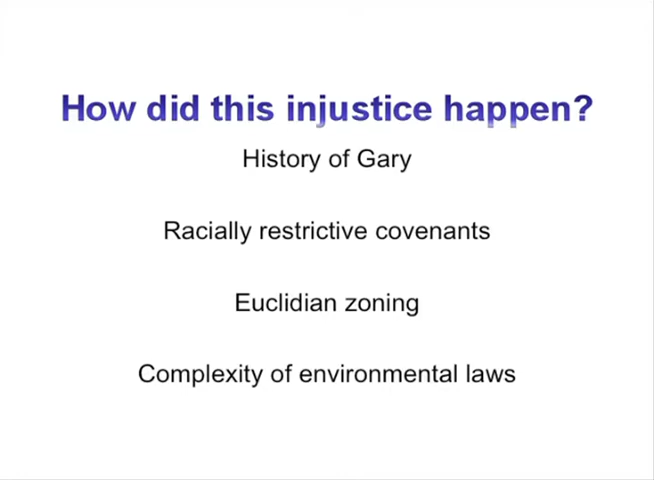 How did this injustice happen?
History of Gary
Racially restrictive covenants
Euclidian zoning
Complexity of environmental laws